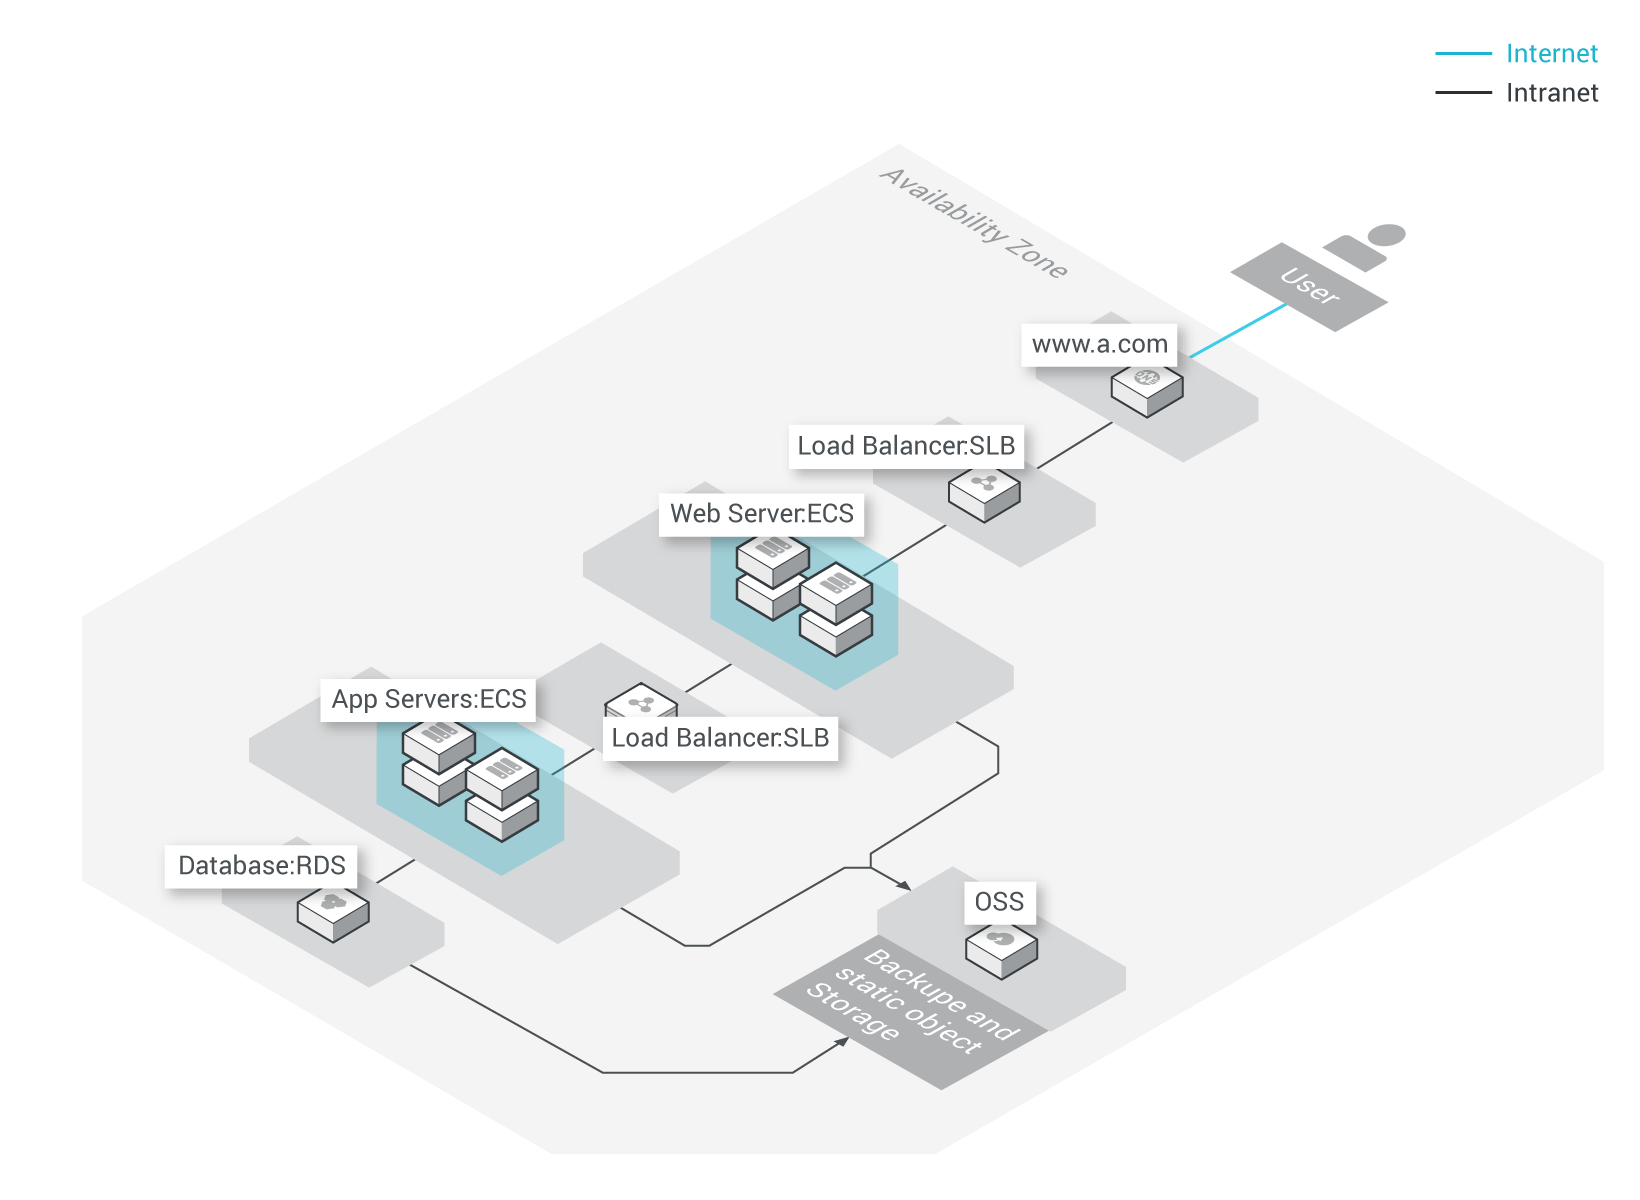 Internet
Intranet
Availability Zone
User
www.a.com
Load Balancer:SLB
Web Server:ECS
App Servers:ECS
Load Balancer:SLB
Database:RDS
OSS
Backupe and
static object
Storage